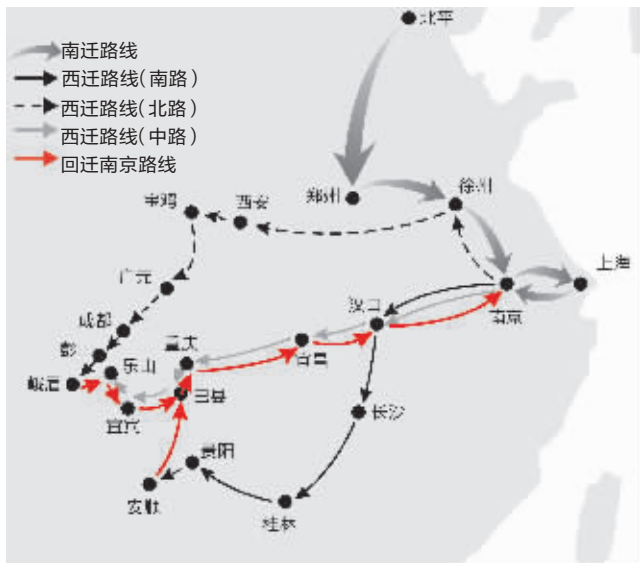 南迁路线
西迁路线(南路)
西迁路线(北路)
西迁路线(中路)
回迁南京路线
北平
郑州
徐州
西安
宝鸡
上海
南京
广元
汉口
成都
重庆
宜昌
彭
乐山
峨眉
巴县
宜宾
长沙
贵阳
安顺
桂林